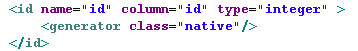 <id name="id" column="id" type="integer" >
    <generator class="native"/>
</id>